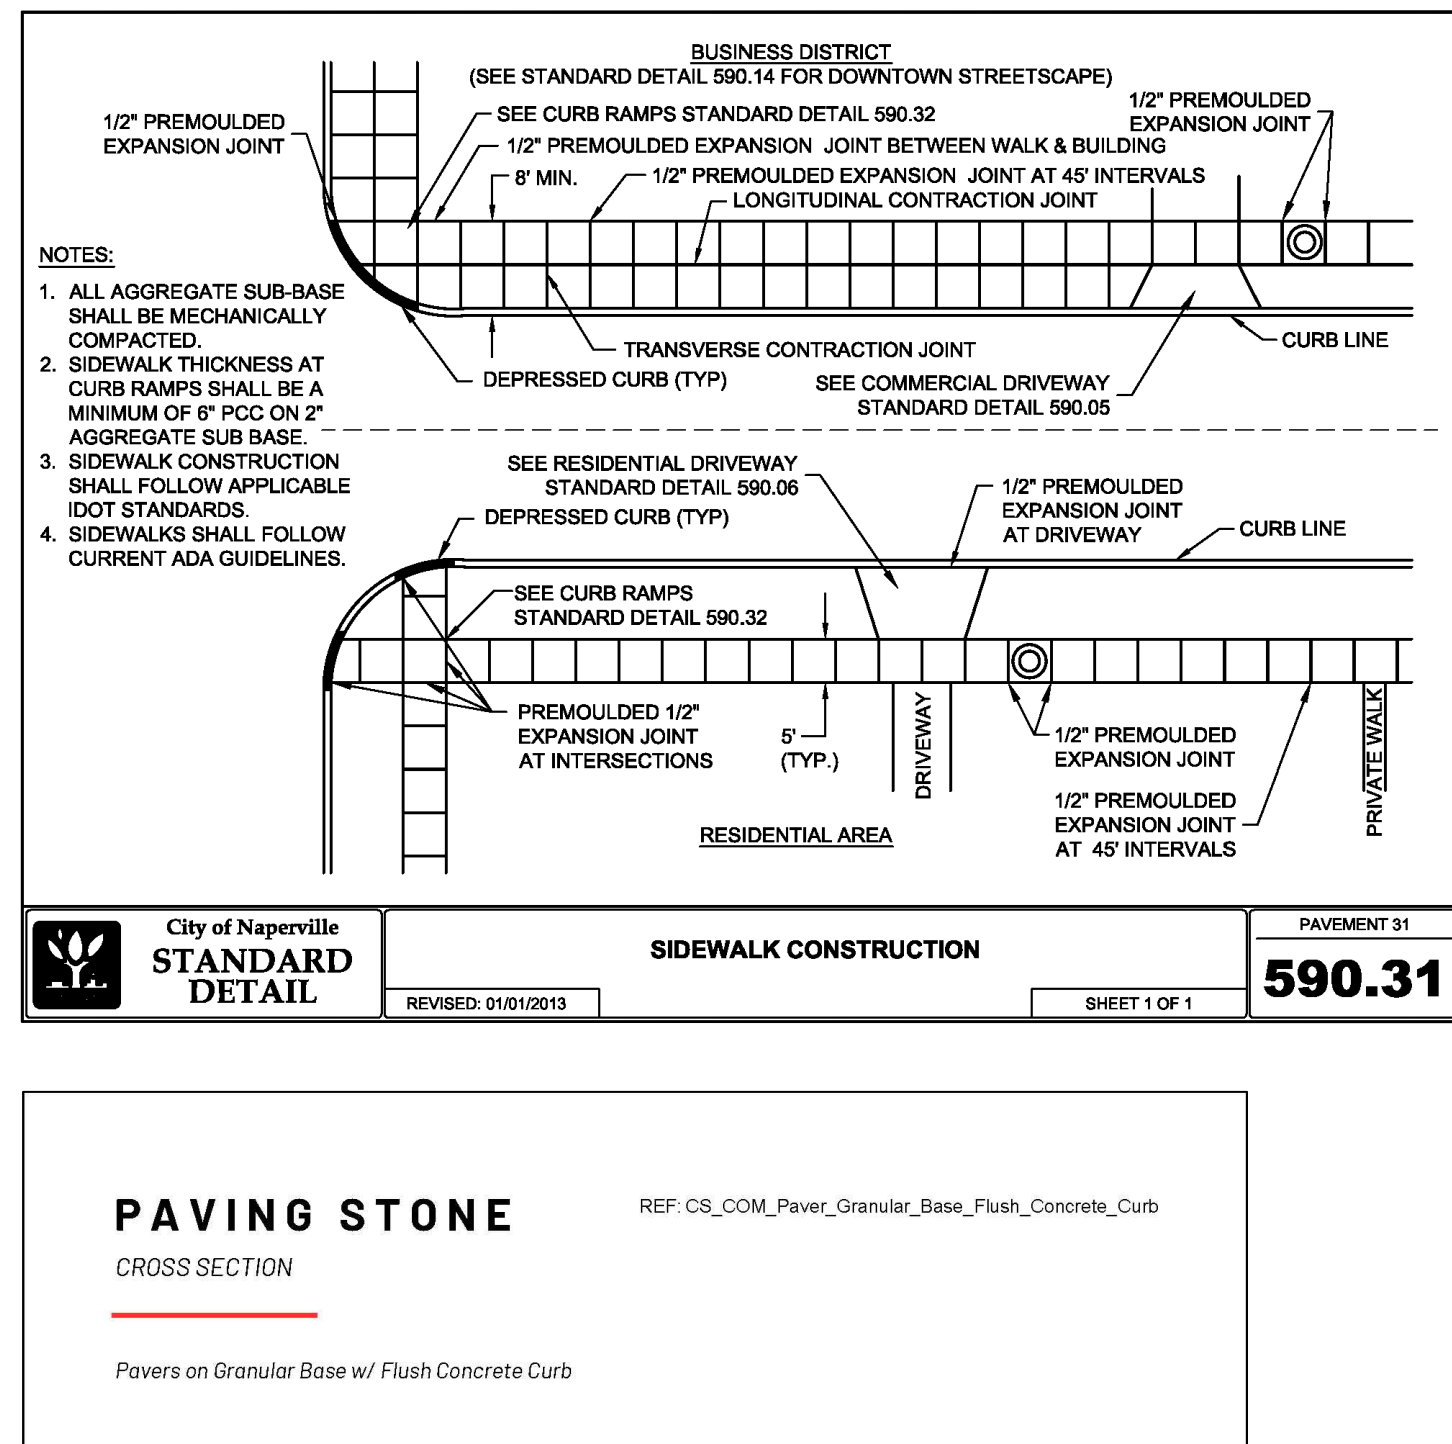 BUSINESS DISTRICT
(SEE STANDARD DETAIL 590.14 FOR DOWNTOWN STREETSCAPE)
1/2" PREMOULDED
EXPANSION JOINT
SEE CURB RAMPS STANDARD DETAIL 590.32
1/2" PREMOULDED
EXPANSION JOINT
1/2" PREMOULDED EXPANSION JOINT BETWEEN WALK & BUILDING
8' MIN.
1/2" PREMOULDED EXPANSION JOINT AT 45' INTERVALS
LONGITUDINAL CONTRACTION JOINT
NOTES:
1. ALL AGGREGATE SUB-BASE
SHALL BE MECHANICALLY
COMPACTED.
2. SIDEWALK THICKNESS AT
CURB RAMPS SHALL BE A
MINIMUM OF 6" PCC ON 2"
AGGREGATE SUB BASE.
3. SIDEWALK CONSTRUCTION
SHALL FOLLOW APPLICABLE
IDOT STANDARDS.
4. SIDEWALKS SHALL FOLLOW
CURRENT ADA GUIDELINES.
TRANSVERSE CONTRACTION JOINT
CURB LINE
DEPRESSED CURB (TYP)
SEE COMMERCIAL DRIVEWAY
STANDARD DETAIL 590.05
SEE RESIDENTIAL DRIVEWAY
STANDARD DETAIL 590.06
DEPRESSED CURB (TYP)
1/2" PREMOULDED
EXPANSION JOINT
AT DRIVEWAY
CURB LINE
SEE CURB RAMPS
STANDARD DETAIL 590.32
PREMOULDED 1/2"
EXPANSION JOINT
AT INTERSECTIONS
5'
(TYP.)
DRIVEWAY
1/2" PREMOULDED
EXPANSION JOINT
1/2" PREMOULDED
EXPANSION JOINT
AT 45' INTERVALS
PRIVATE WALK
RESIDENTIAL AREA
City of Naperville
STANDARD
DETAIL
SIDEWALK CONSTRUCTION
REVISED: 01/01/2013
SHEET 1 OF 1
PAVEMENT 31
590.31
PAVING STONE
REF: CS_COM_Paver_Granular_Base_Flush_Concrete_Curb
CROSS SECTION
Pavers on Granular Base w/ Flush Concrete Curb